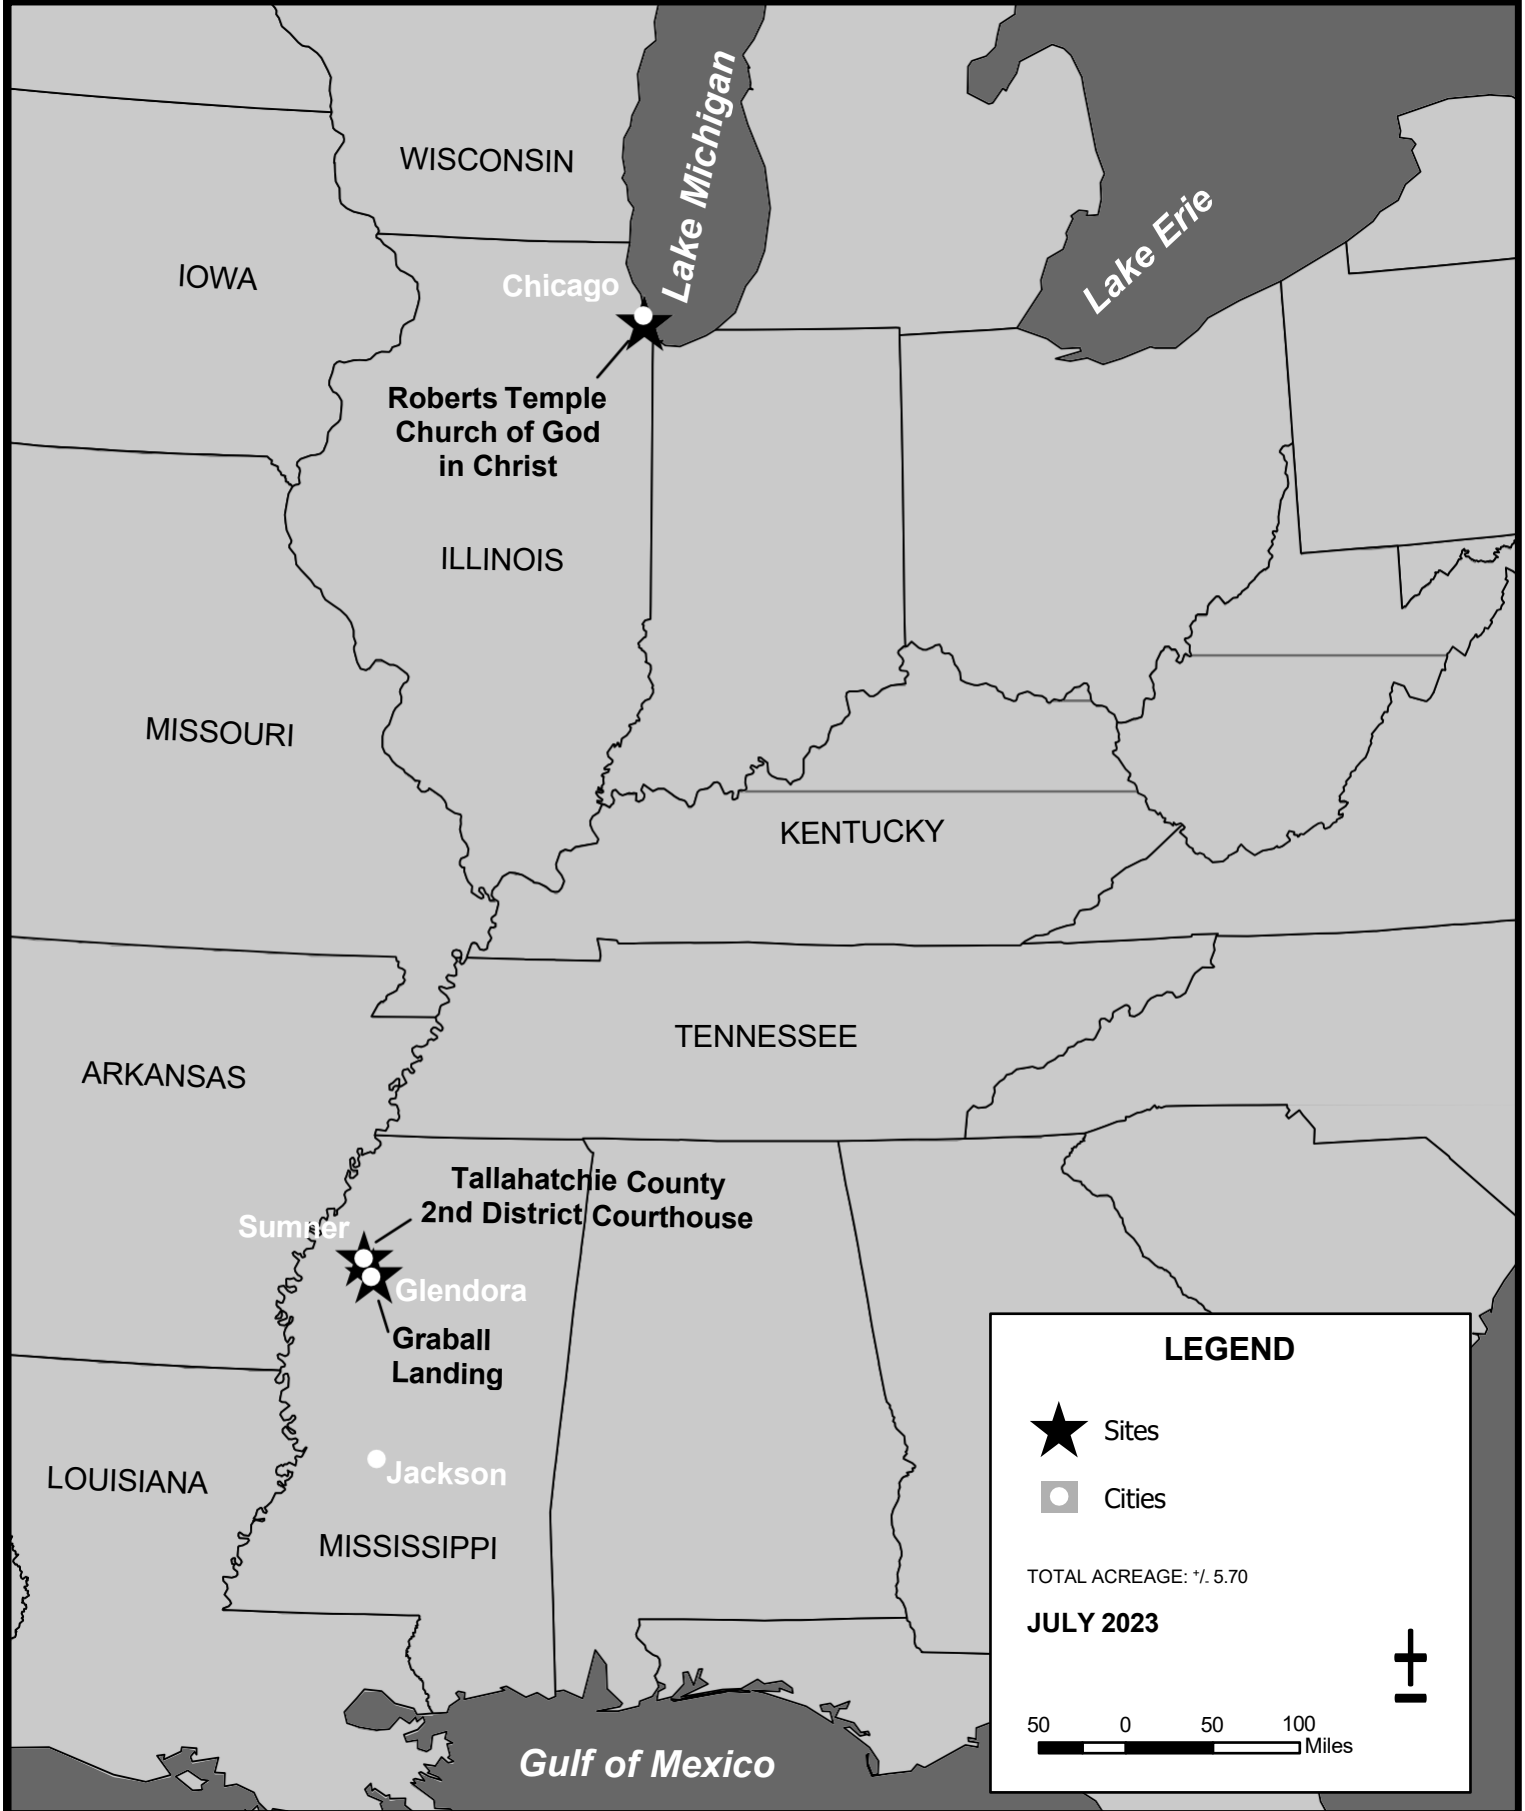 Lake Michigan
WISCONSIN
Lake Erie
IOWA
Chicago
Roberts Temple
Church of God
in Christ
ILLINOIS
MISSOURI
KENTUCKY
TENNESSEE
ARKANSAS
Tallahatchie County
2nd District Courthouse
Sumner
Glendora
Graball
Landing
Jackson
LOUISIANA
MISSISSIPPI
Gulf of Mexico
LEGEND
Sites
Cities
TOTAL ACREAGE: +/- 5.70
JULY 2023
50 0 50 100
Miles